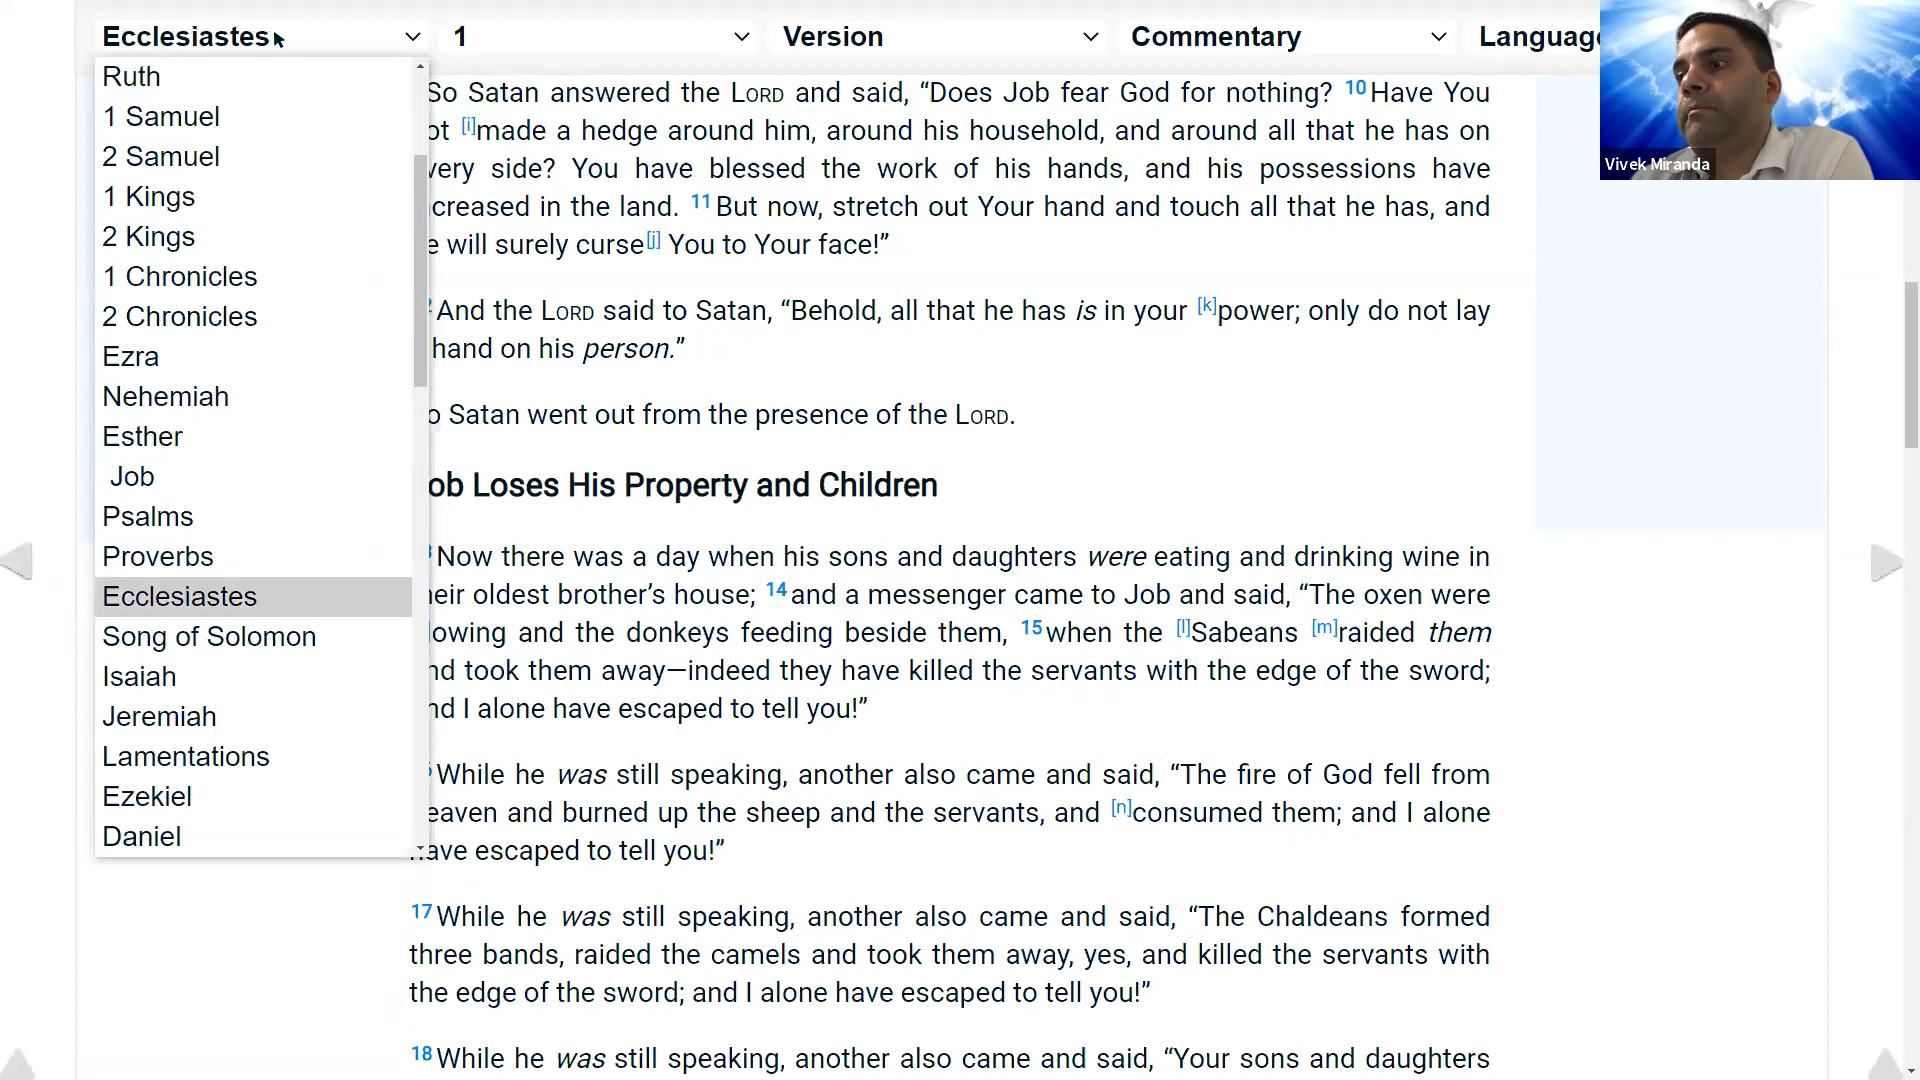 Ecclesiastes 1 Version Commentary Language
Ruth
1 Samuel
2 Samuel
1 Kings
2 Kings
1 Chronicles
2 Chronicles
Ezra
Nehemiah
Esther
Job
Psalms
Proverbs
Ecclesiastes
Song of Solomon
Isaiah
Jeremiah
Lamentations
Ezekiel
Daniel
So Satan answered the LORD and said, “Does Job fear God for nothing? 10 Have You
[i]made a hedge around him, around his household, and around all that he has on
side? You have blessed the work of his hands, and his possessions have
in the land. 11 But now, stretch out Your hand and touch all that he has, and
will surely curse[j] You to Your face!”
And the LORD said to Satan, “Behold, all that he has is in your [k]power; only do not lay
hand on his person.”
Satan went out from the presence of the LORD.
ob Loses His Property and Children
Now there was a day when his sons and daughters were eating and drinking wine in
eir oldest brother’s house; 14 and a messenger came to Job and said, “The oxen were
owing and the donkeys feeding beside them, 15 when the [l]Sabeans [m]raided them
nd took them away—indeed they have killed the servants with the edge of the sword;
nd I alone have escaped to tell you!”
While he was still speaking, another also came and said, “The fire of God fell from
eaven and burned up the sheep and the servants, and [n]consumed them; and I alone
have escaped to tell you!”
17 While he was still speaking, another also came and said, “The Chaldeans formed
three bands, raided the camels and took them away, yes, and killed the servants with
the edge of the sword; and I alone have escaped to tell you!”
18 While he was still speaking, another also came and said, “Your sons and daughters
Vivek Miranda